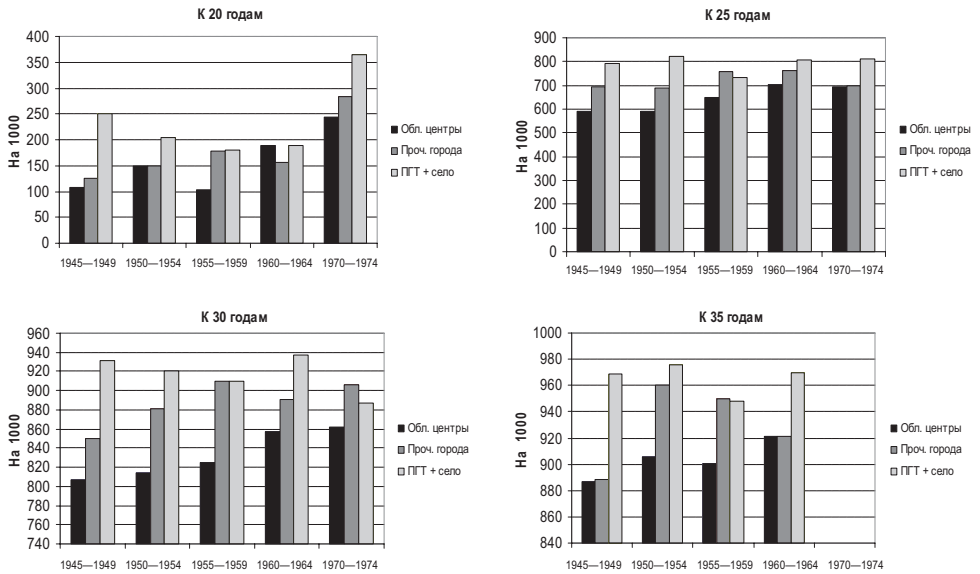 К 20 годам
На 1000
400
350
300
250
200
150
100
50
0
1945—1949 1950—1954 1955—1959 1960—1964 1970—1974
Обл. центры
Проч. города
ПГТ + село
К 25 годам
На 1000
900
800
700
600
500
400
300
200
100
0
1945—1949 1950—1954 1955—1959 1960—1964 1970—1974
Обл. центры
Проч. города
ПГТ + село
К 30 годам
На 1000
960
940
920
900
880
860
840
820
800
780
760
740
1945—1949 1950—1954 1955—1959 1960—1964 1970—1974
Обл. центры
Проч. города
ПГТ + село
К 35 годам
На 1000
1000
980
960
940
920
900
880
860
840
1945—1949 1950—1954 1955—1959 1960—1964 1970—1974
Обл. центры
Проч. города
ПГТ + село